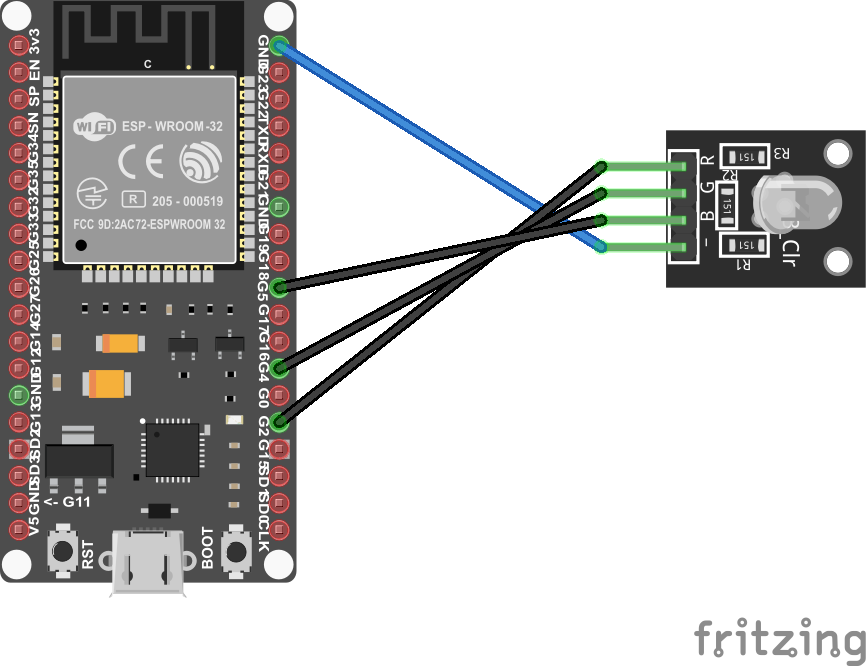 3v3
EN
SP
SN
G34
G35
G32
G33
G25
G26
G27
G14
G12
GND
G13
SD2
SD3
GND
V5
C
WiFi
ESP - WROOM -32
CE
R
205 - 000519
FCC 9D:2AC72-ESPWROOM 32
GND
G23
G22
TXD
RXD
G21
GND
G19
G18
G5
G17
G16
G4
G0
G2
G15
SD1
SD0
CLK
<- G11
RST
BOOT
R
G
B
-
151
R3
R2
151
151
R1
Clr
fritzing